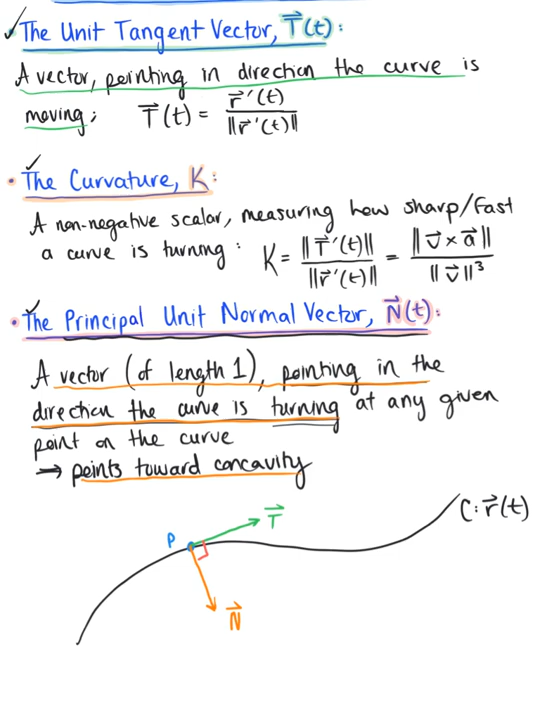 ✓The Unit Tangent Vector, T⃗(t):
A vector, pointing in direction the curve is
moving; T⃗(t) = r⃗'(t) / ||r⃗'(t)||
✓
• The Curvature, K:
A non-negative scalar, measuring how sharp/fast
a curve is turning: K = ||T⃗'(t)|| / ||r⃗'(t)|| = ||v⃗ × a⃗|| / ||v⃗||³
✓
• The Principal Unit Normal Vector, N⃗(t):
A vector (of length 1), pointing in the
direction the curve is turning at any given
point on the curve
→ points toward concavity
C: r⃗(t)
T⃗
P
N⃗